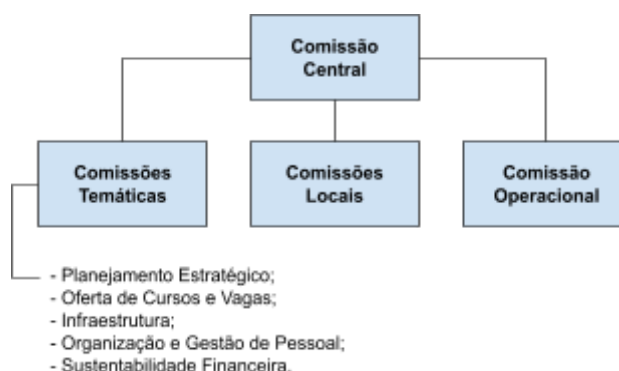 Comissão
Central
Comissões
Temáticas
Comissões
Locais
Comissão
Operacional
- Planejamento Estratégico;
- Oferta de Cursos e Vagas;
- Infraestrutura;
- Organização e Gestão de Pessoal;
- Sustentabilidade Financeira.